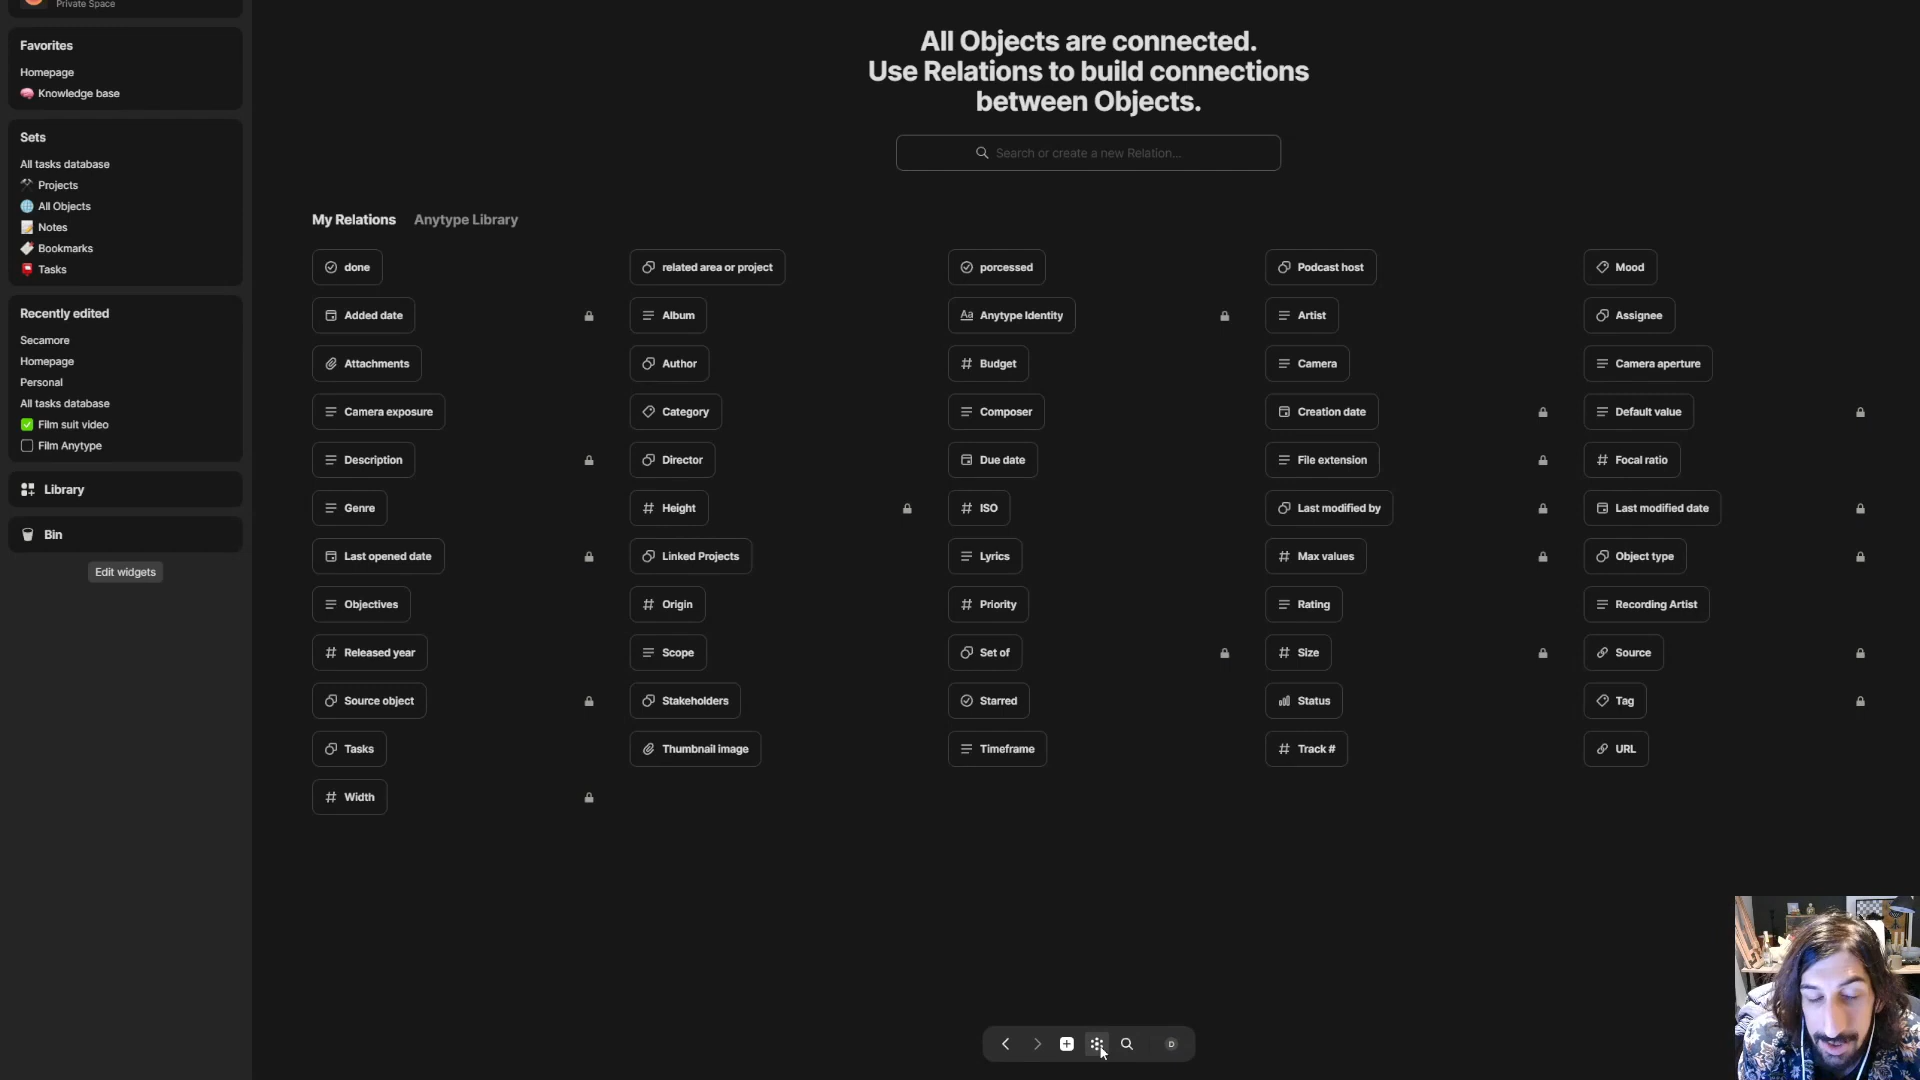 Private Space
Favorites
Homepage
Knowledge base
Sets
All tasks database
Projects
All Objects
Notes
Bookmarks
Tasks
Recently edited
Secamore
Homepage
Personal
All tasks database
Film suit video
Film Anytype
Library
Bin
Edit widgets
All Objects are connected.
Use Relations to build connections
between Objects.
Search or create a new Relation...
My Relations Anytype Library
done related area or project porcessed Podcast host Mood
Added date Album Anytype Identity Artist Assignee
Attachments Author Budget Camera Camera aperture
Camera exposure Category Composer Creation date Default value
Description Director Due date File extension Focal ratio
Genre Height ISO Last modified by Last modified date
Last opened date Linked Projects Lyrics Max values Object type
Objectives Origin Priority Rating Recording Artist
Released year Scope Set of Size Source
Source object Stakeholders Starred Status Tag
Tasks Thumbnail image Timeframe Track # URL
Width
D